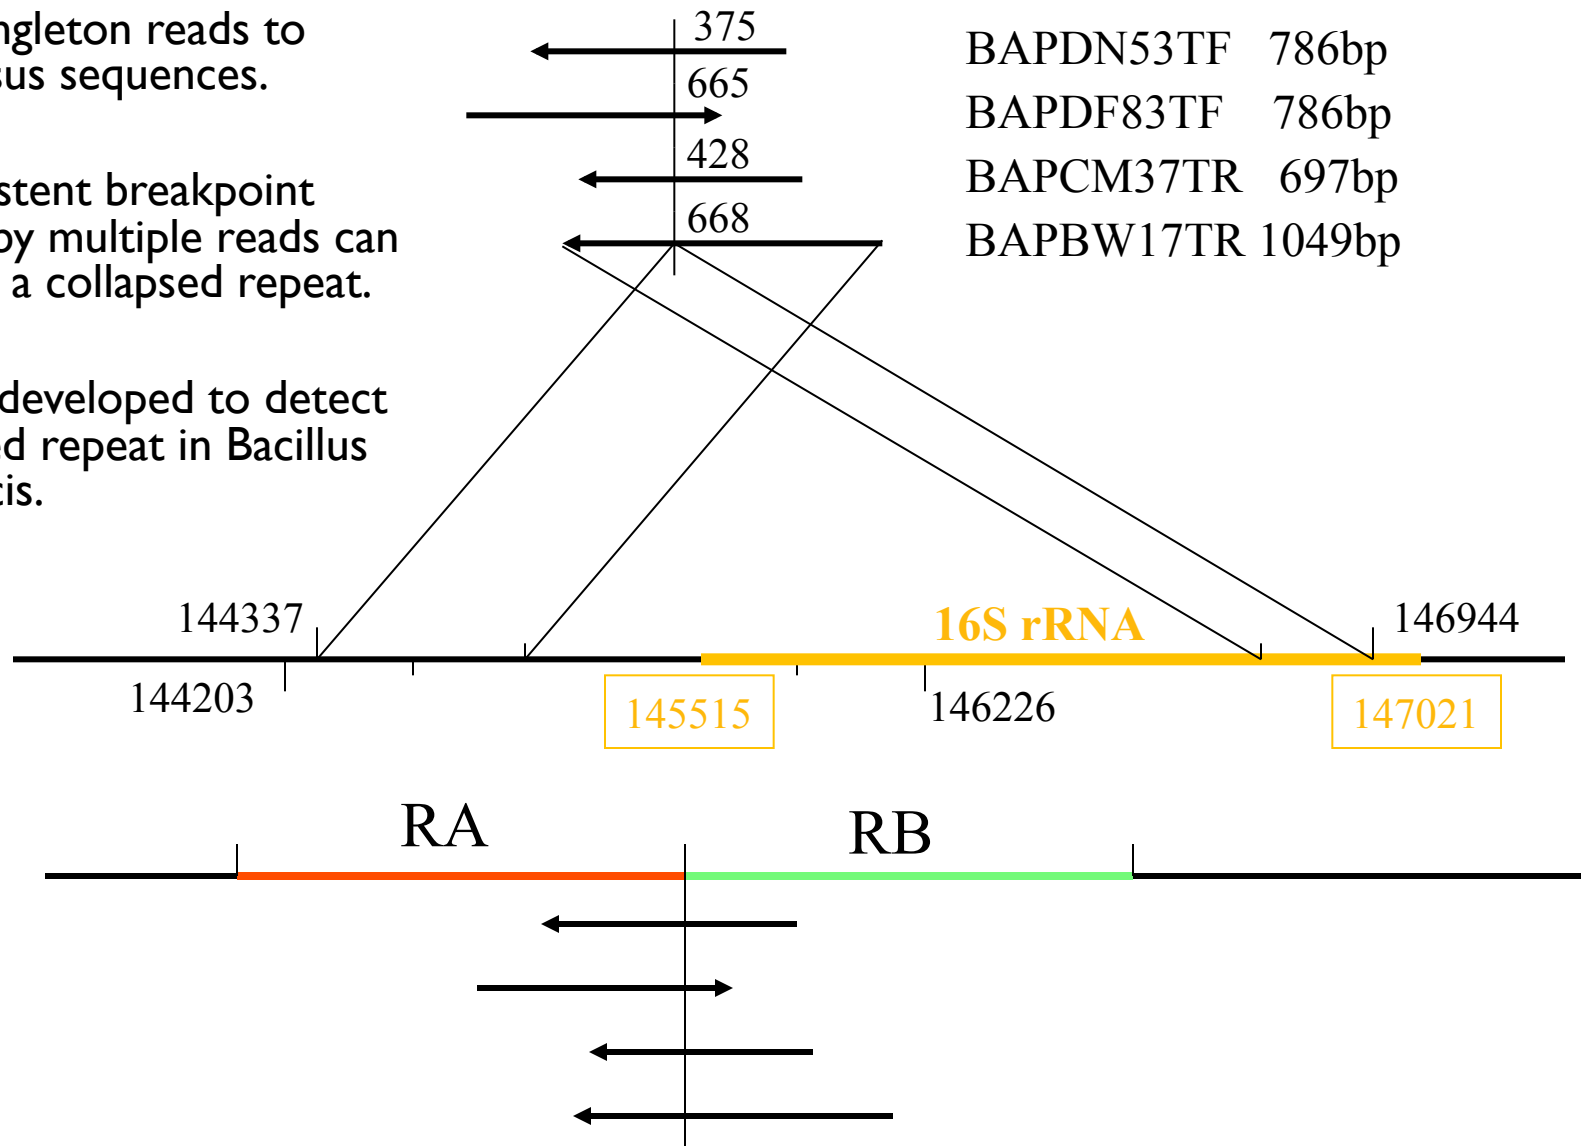 ngleton reads to
sus sequences.
stent breakpoint
by multiple reads can
a collapsed repeat.
developed to detect
ed repeat in Bacillus
cis.
375
665
428
668
BAPDN53TF 786bp
BAPDF83TF 786bp
BAPCM37TR 697bp
BAPBW17TR 1049bp
144337
16S rRNA
146944
144203
145515
146226
147021
RA
RB